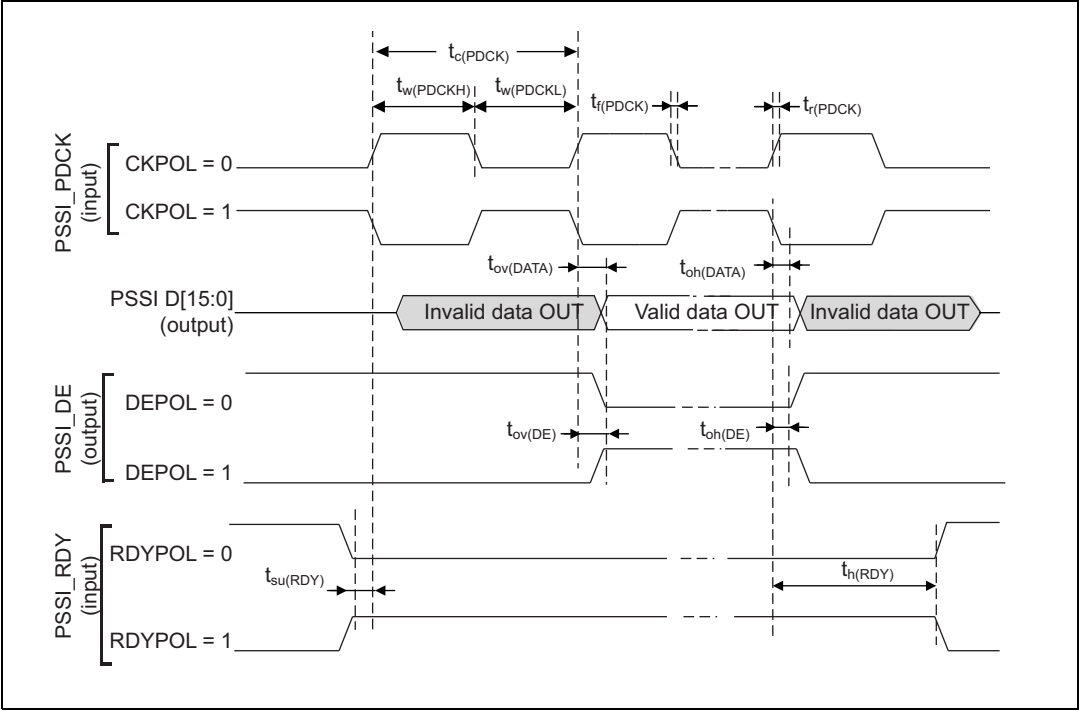 tc(PDCK)
tw(PDCKH)
tw(PDCKL)
tf(PDCK)
tr(PDCK)
PSSI_PDCK
(input)
CKPOL = 0
CKPOL = 1
tov(DATA)
toh(DATA)
PSSI D[15:0]
(output)
Invalid data OUT
Valid data OUT
Invalid data OUT
PSSI_DE
(output)
DEPOL = 0
tov(DE)
toh(DE)
DEPOL = 1
PSSI_RDY
(input)
RDYPOL = 0
tsu(RDY)
th(RDY)
RDYPOL = 1